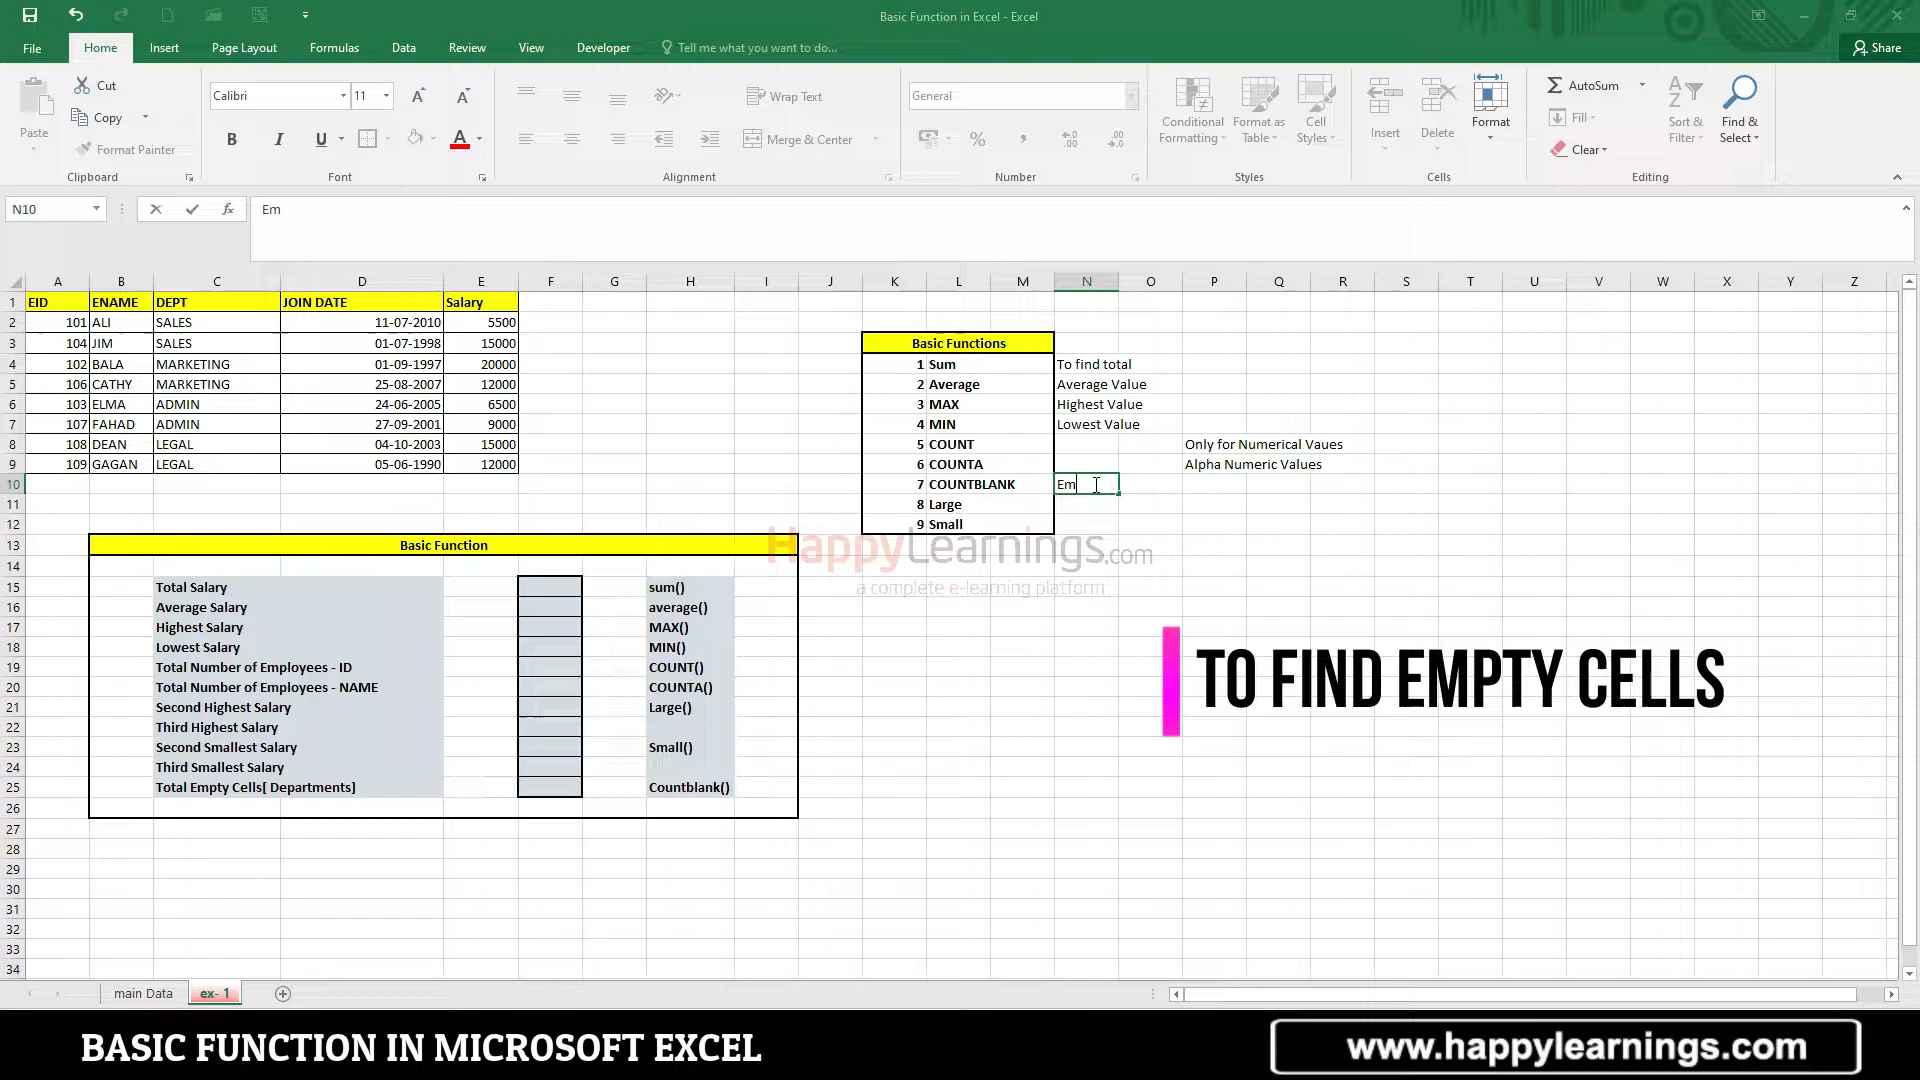 Basic Function in Excel - Excel
File Home Insert Page Layout Formulas Data Review View Developer Tell me what you want to do... Share
Paste Cut Copy Format Painter
Calibri 11
B I U A
Wrap Text
Merge & Center
General
%
Conditional Formatting Format as Table Cell Styles
Insert Delete Format
AutoSum Fill Clear
Sort & Filter Find & Select
Clipboard Font Alignment Number Styles Cells Editing
N10 fx Em
A B C D E F G H I J K L M N O P Q R S T U V W X Y Z
1 EID ENAME DEPT JOIN DATE Salary
2 101 ALI SALES 11-07-2010 5500
3 104 JIM SALES 01-07-1998 15000 Basic Functions
4 102 BALA MARKETING 01-09-1997 20000 1 Sum To find total
5 106 CATHY MARKETING 25-08-2007 12000 2 Average Average Value
6 103 ELMA ADMIN 24-06-2005 6500 3 MAX Highest Value
7 107 FAHAD ADMIN 27-09-2001 9000 4 MIN Lowest Value
8 108 DEAN LEGAL 04-10-2003 15000 5 COUNT Only for Numerical Vaues
9 109 GAGAN LEGAL 05-06-1990 12000 6 COUNTA Alpha Numeric Values
10 7 COUNTBLANK Em
11 8 Large
12 9 Small
13 Basic Function
HappyLearnings.com
14
a complete e-learning platform
15 Total Salary sum()
16 Average Salary average()
17 Highest Salary MAX()
18 Lowest Salary MIN()
19 Total Number of Employees - ID COUNT()
20 Total Number of Employees - NAME COUNTA()
21 Second Highest Salary Large()
22 Third Highest Salary
23 Second Smallest Salary Small()
24 Third Smallest Salary
25 Total Empty Cells[ Departments] Countblank()
TO FIND EMPTY CELLS
26
27
28
29
30
31
32
33
34
main Data ex- 1
BASIC FUNCTION IN MICROSOFT EXCEL
www.happylearnings.com